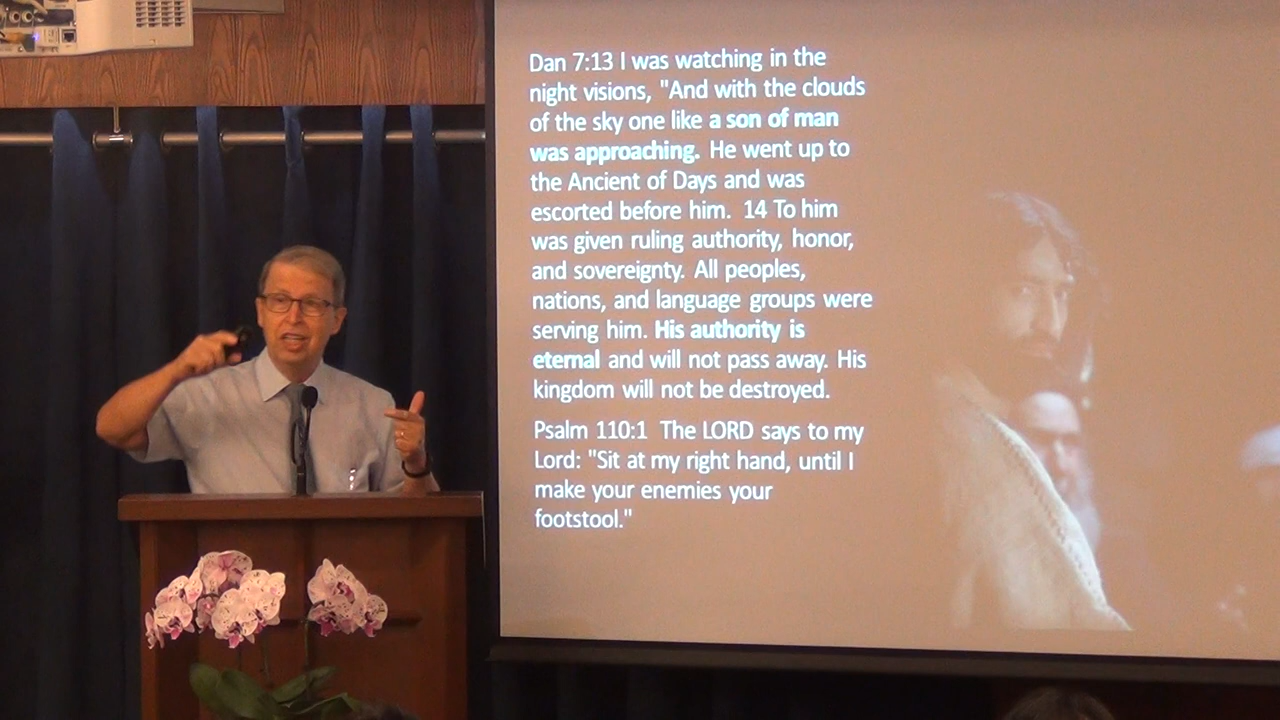 Dan 7:13 I was watching in the
night visions, "And with the clouds
of the sky one like a son of man
was approaching. He went up to
the Ancient of Days and was
escorted before him. 14 To him
was given ruling authority, honor,
and sovereignty. All peoples,
nations, and language groups were
serving him. His authority is
eternal and will not pass away. His
kingdom will not be destroyed.
Psalm 110:1 The LORD says to my
Lord: "Sit at my right hand, until I
make your enemies your
footstool."